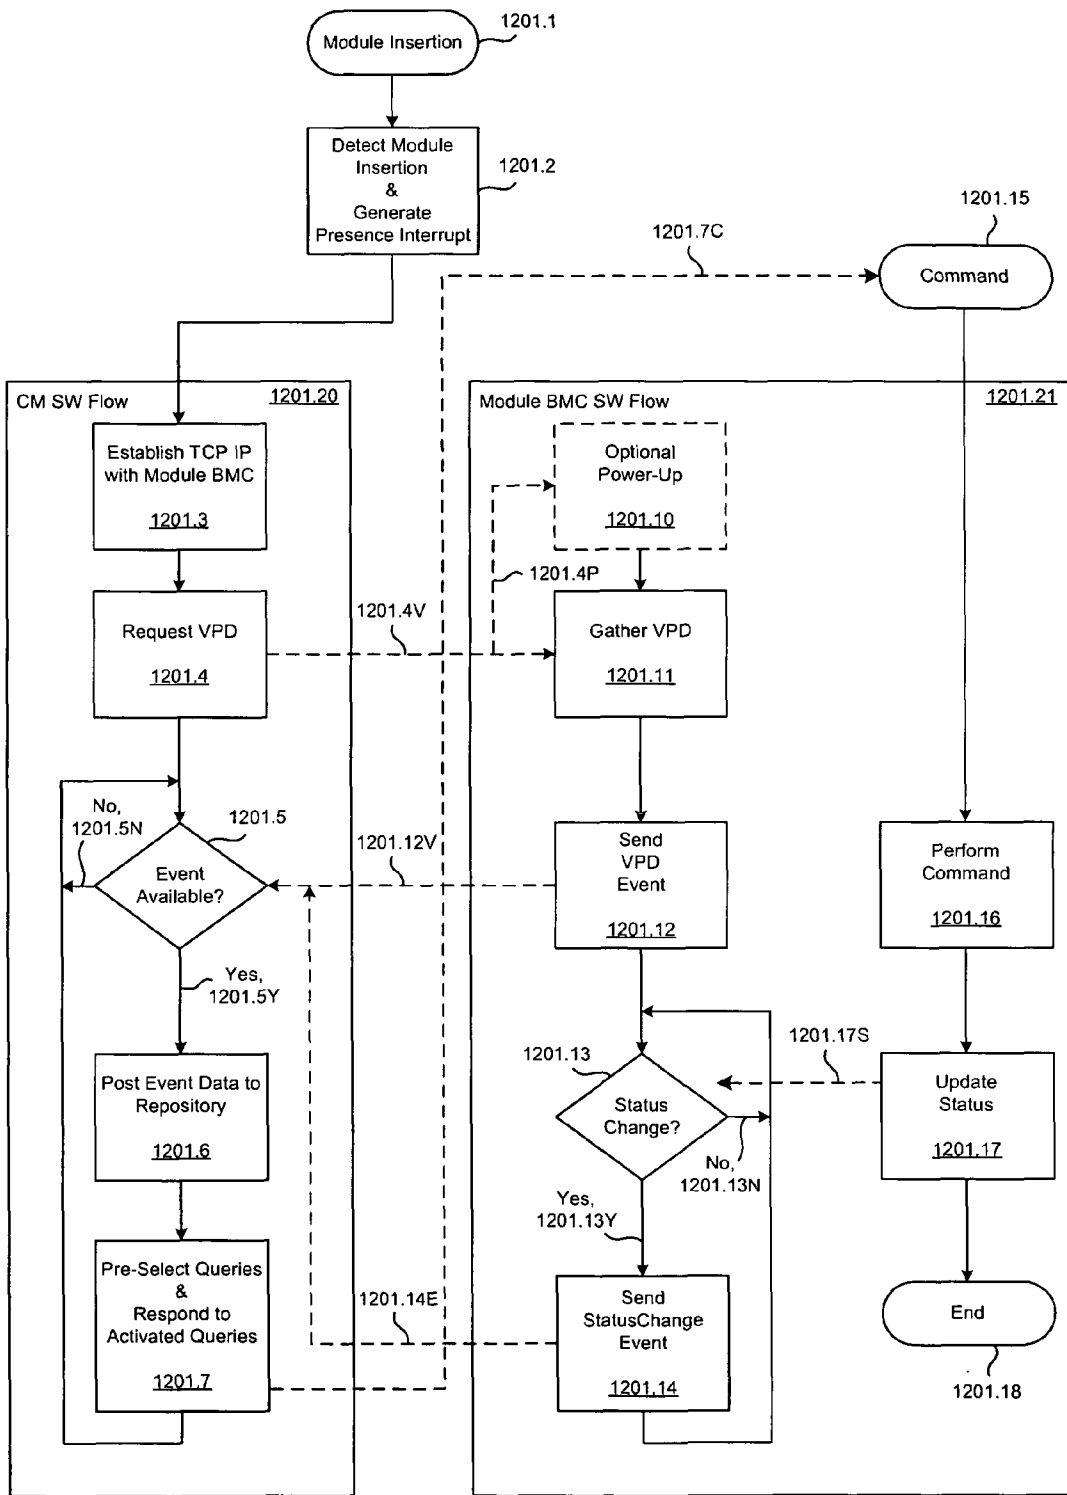 1201.1
Module Insertion
Detect Module
Insertion
&
Generate
Presence Interrupt
1201.2
1201.7C
1201.15
Command
CM SW Flow
1201.20
Establish TCP IP
with Module BMC
1201.3
Request VPD
1201.4
1201.4V
No,
1201.5N
1201.5
Event
Available?
1201.12V
Yes,
1201.5Y
Post Event Data to
Repository
1201.6
Pre-Select Queries
&
Respond to
Activated Queries
1201.7
1201.14E
Module BMC SW Flow
1201.21
Optional
Power-Up
1201.10
1201.4P
Gather VPD
1201.11
Send
VPD
Event
1201.12
1201.13
Status
Change?
No,
1201.13N
Yes,
1201.13Y
Send
StatusChange
Event
1201.14
Perform
Command
1201.16
1201.17S
Update
Status
1201.17
End
1201.18